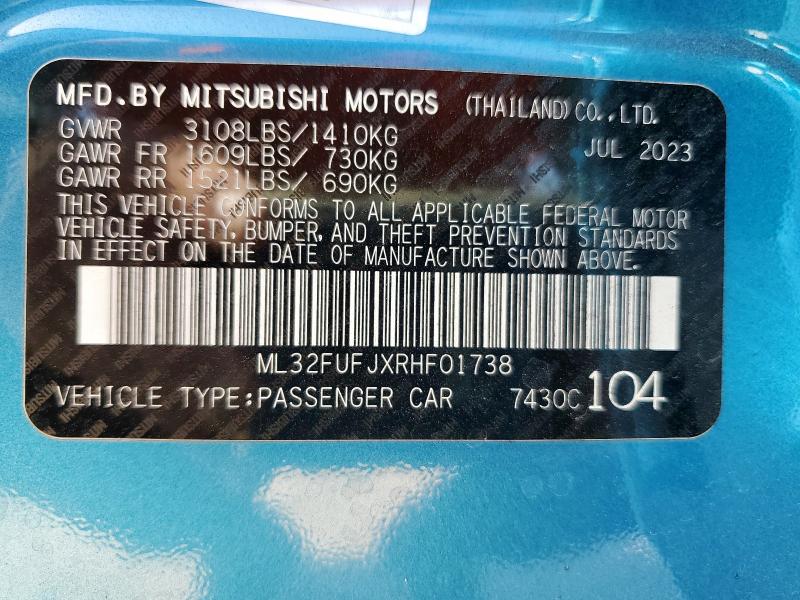 MFD.BY MITSUBISHI MOTORS (THAILAND)CO.,LTD.
GVWR 3108LBS/1410KG JUL 2023
GAWR FR 1609LBS/ 730KG
GAWR RR 1521LBS/ 690KG
THIS VEHICLE CONFORMS TO ALL APPLICABLE FEDERAL MOTOR
VEHICLE SAFETY, BUMPER, AND THEFT PREVENTION STANDARDS
IN EFFECT ON THE DATE OF MANUFACTURE SHOWN ABOVE.
ML32FUFJXRHF01738
VEHICLE TYPE:PASSENGER CAR 7430C 104